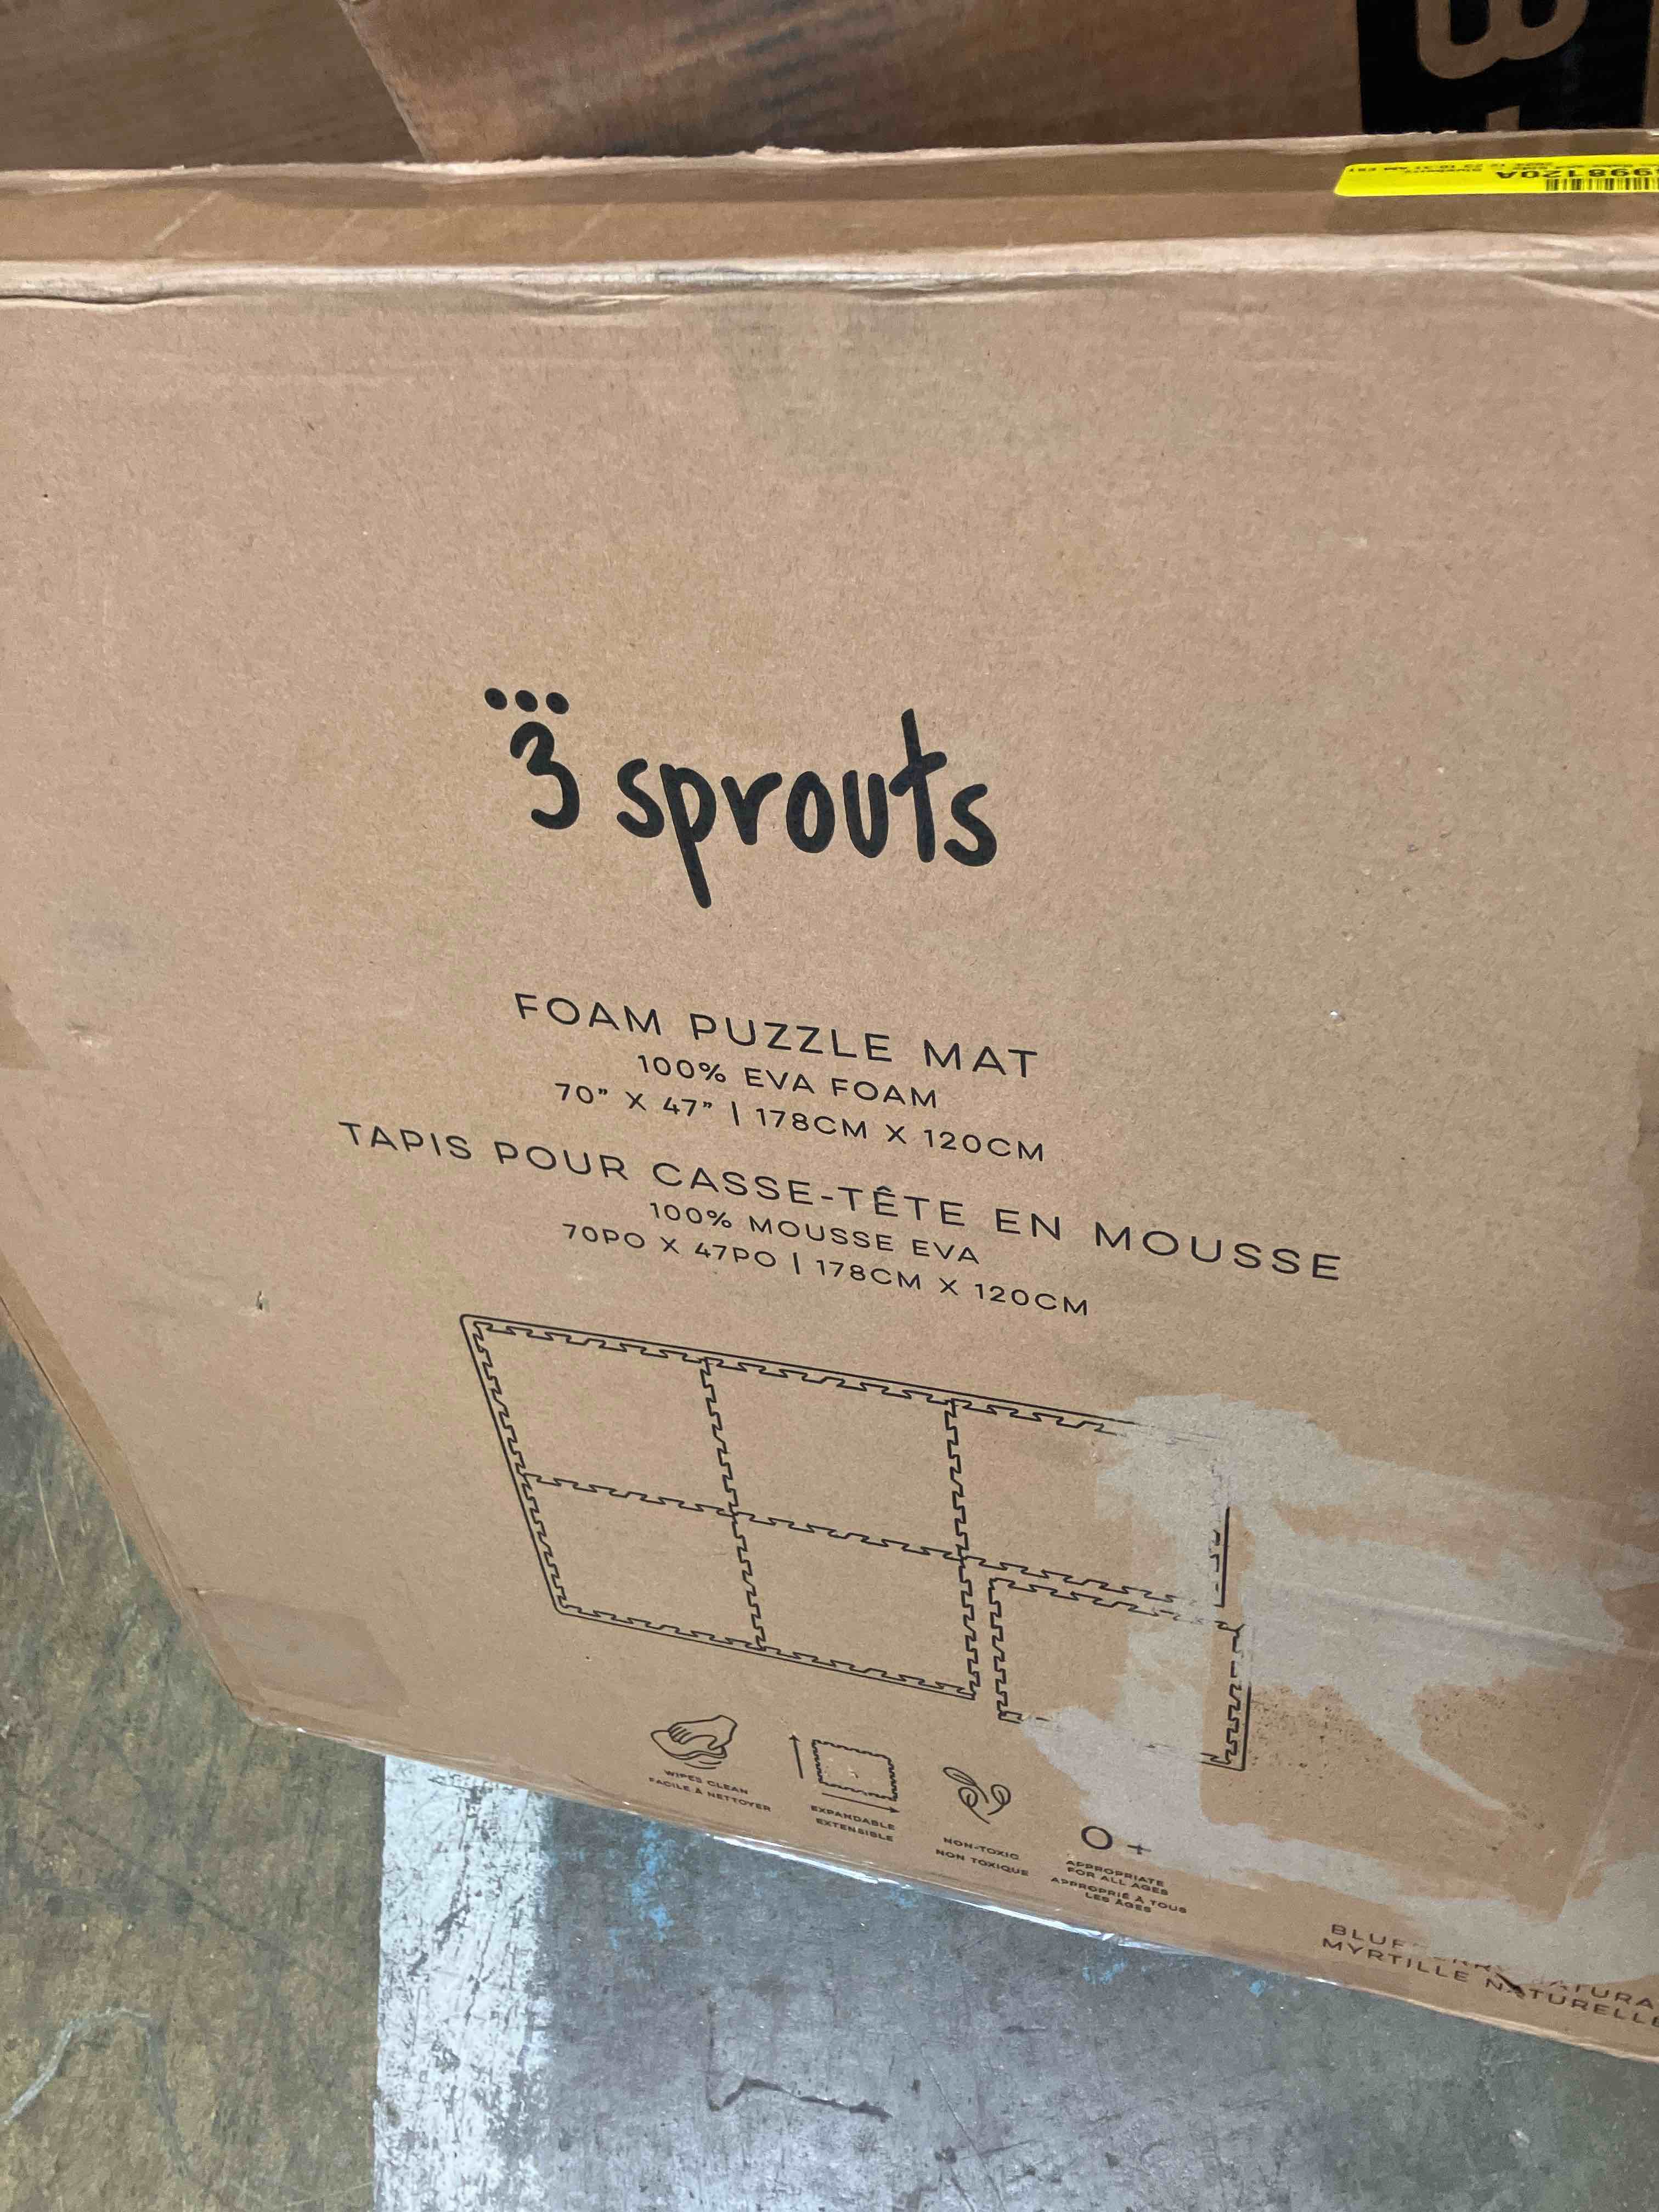 998120A
3 sprouts
FOAM PUZZLE MAT
100% EVA FOAM
70" X 47" | 178CM X 120CM
TAPIS POUR CASSE-TÊTE EN MOUSSE
100% MOUSSE EVA
70PO X 47PO | 178CM X 120CM
WIPES CLEAN
FACILE À NETTOYER
EXPANDABLE
EXTENSIBLE
NON-TOXIC
NON TOXIQUE
0+
APPROPRIATE
FOR ALL AGES
APPROPRIÉ À TOUS
LES ÂGES
MYRTILLE NATURELLE